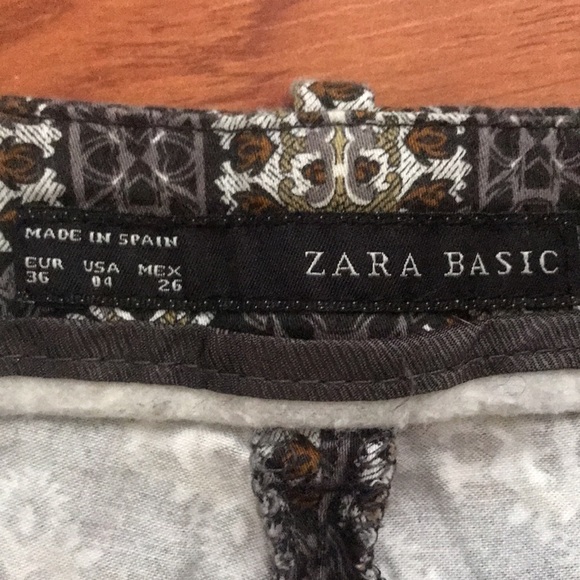 MADE IN SPAIN
EUR USA MEX
36 04 26
ZARA BASIC